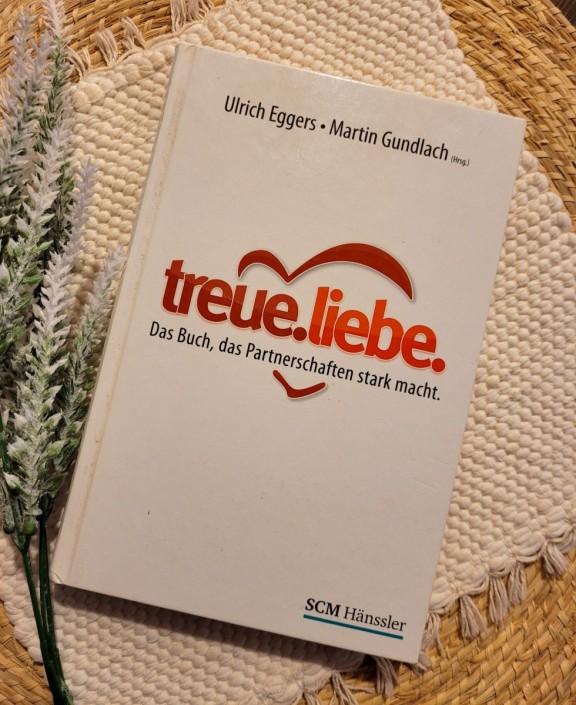 Ulrich Eggers • Martin Gundlach (Hrsg.)
treue.liebe.
Das Buch, das Partnerschaften stark macht.
SCM Hänssler